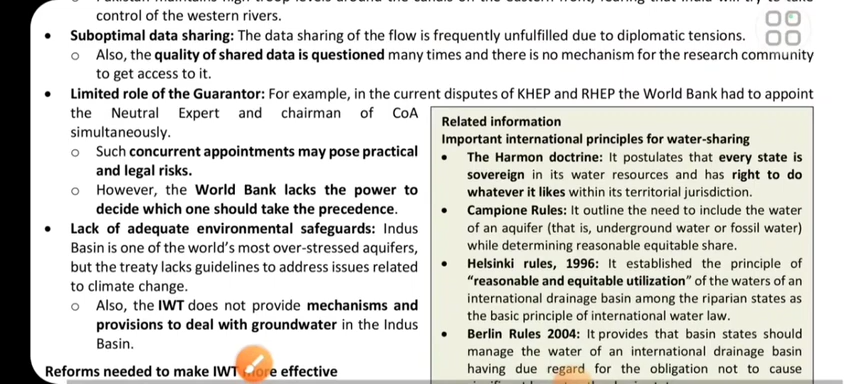 control of the western rivers.
• Suboptimal data sharing: The data sharing of the flow is frequently unfulfilled due to diplomatic tensions.
o Also, the quality of shared data is questioned many times and there is no mechanism for the research community
to get access to it.
• Limited role of the Guarantor: For example, in the current disputes of KHEP and RHEP the World Bank had to appoint
the Neutral Expert and chairman of CoA
simultaneously.
o Such concurrent appointments may pose practical
and legal risks.
o However, the World Bank lacks the power to
decide which one should take the precedence.
• Lack of adequate environmental safeguards: Indus
Basin is one of the world's most over-stressed aquifers,
but the treaty lacks guidelines to address issues related
to climate change.
o Also, the IWT does not provide mechanisms and
provisions to deal with groundwater in the Indus
Basin.
Reforms needed to make IWT more effective
Related information
Important international principles for water-sharing
• The Harmon doctrine: It postulates that every state is
sovereign in its water resources and has right to do
whatever it likes within its territorial jurisdiction.
• Campione Rules: It outline the need to include the water
of an aquifer (that is, underground water or fossil water)
while determining reasonable equitable share.
• Helsinki rules, 1996: It established the principle of
"reasonable and equitable utilization" of the waters of an
international drainage basin among the riparian states as
the basic principle of international water law.
• Berlin Rules 2004: It provides that basin states should
manage the water of an international drainage basin
having due regard for the obligation not to cause